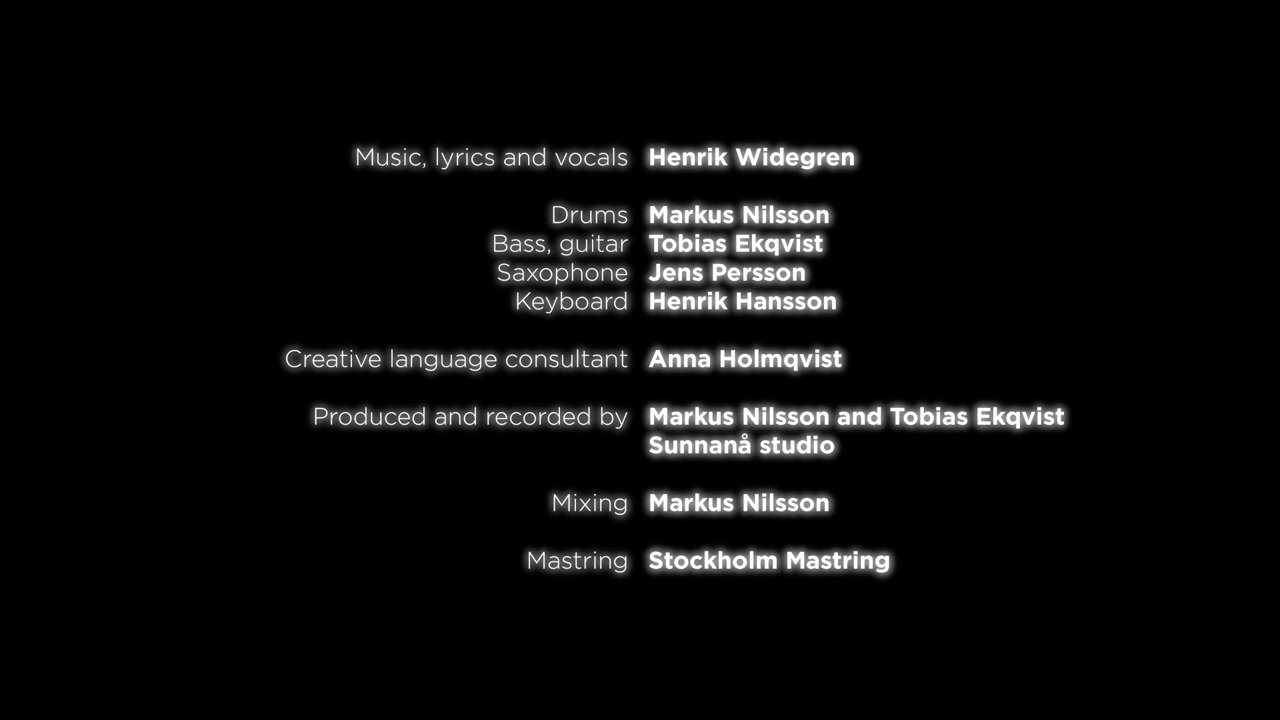 Music, lyrics and vocals Henrik Widegren
Drums Markus Nilsson
Bass, guitar Tobias Ekqvist
Saxophone Jens Persson
Keyboard Henrik Hansson
Creative language consultant Anna Holmqvist
Produced and recorded by Markus Nilsson and Tobias Ekqvist
Sunnanå studio
Mixing Markus Nilsson
Mastring Stockholm Mastring